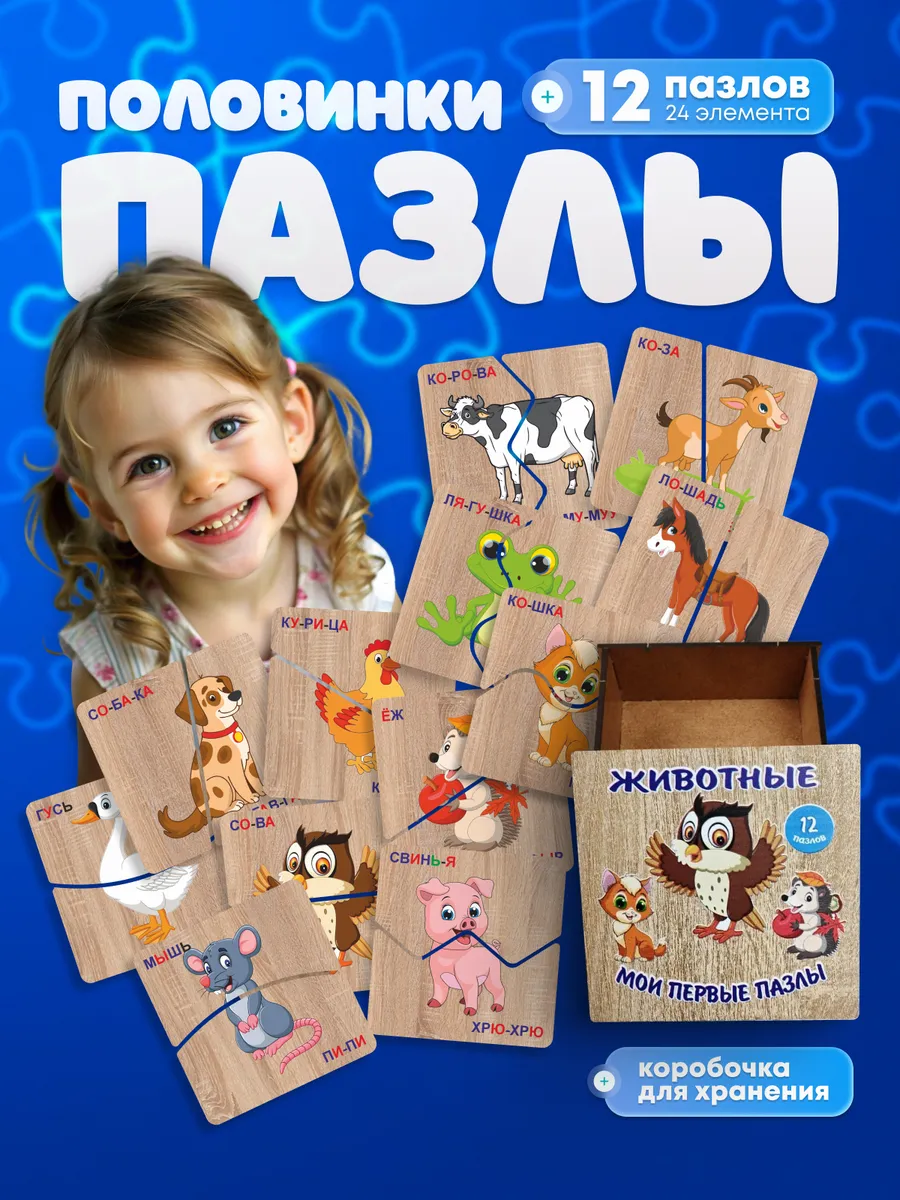 ПОЛОВИНКИ
+ 12 пазлов
24 элемента
ПАЗЛЫ
КО-РО-ВА
КО-ЗА
ЛЯ-ГУ-ШКА
МУ-МУУ
ЛО-ШАДЬ
КО-ШКА
КУ-РИ-ЦА
СО-БА-КА
ЁЖ
ГУСЬ
СО-ВА
СВИНЬ-Я
ХРЮ-ХРЮ
МЫШЬ
ПИ-ПИ
ЖИВОТНЫЕ
12
пазлов
МОИ ПЕРВЫЕ ПАЗЛЫ
+ коробочка
для хранения